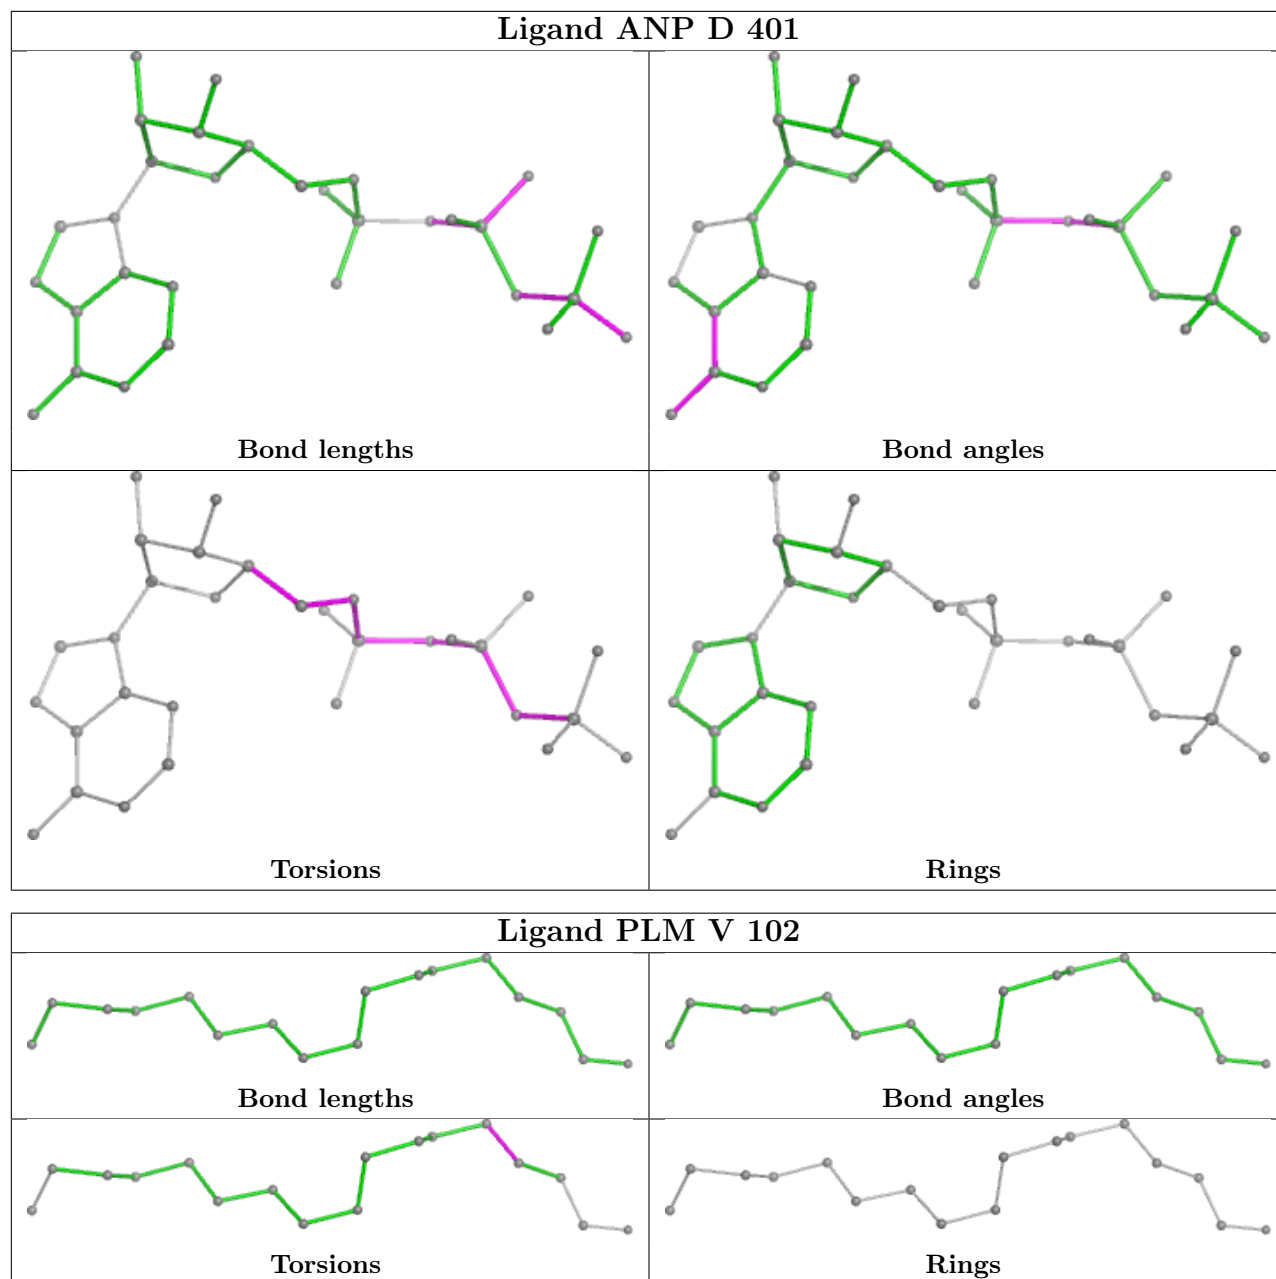 Ligand ANP D 401
Bond lengths
Bond angles
Torsions
Rings
Ligand PLM V 102
Bond lengths
Bond angles
Torsions
Rings